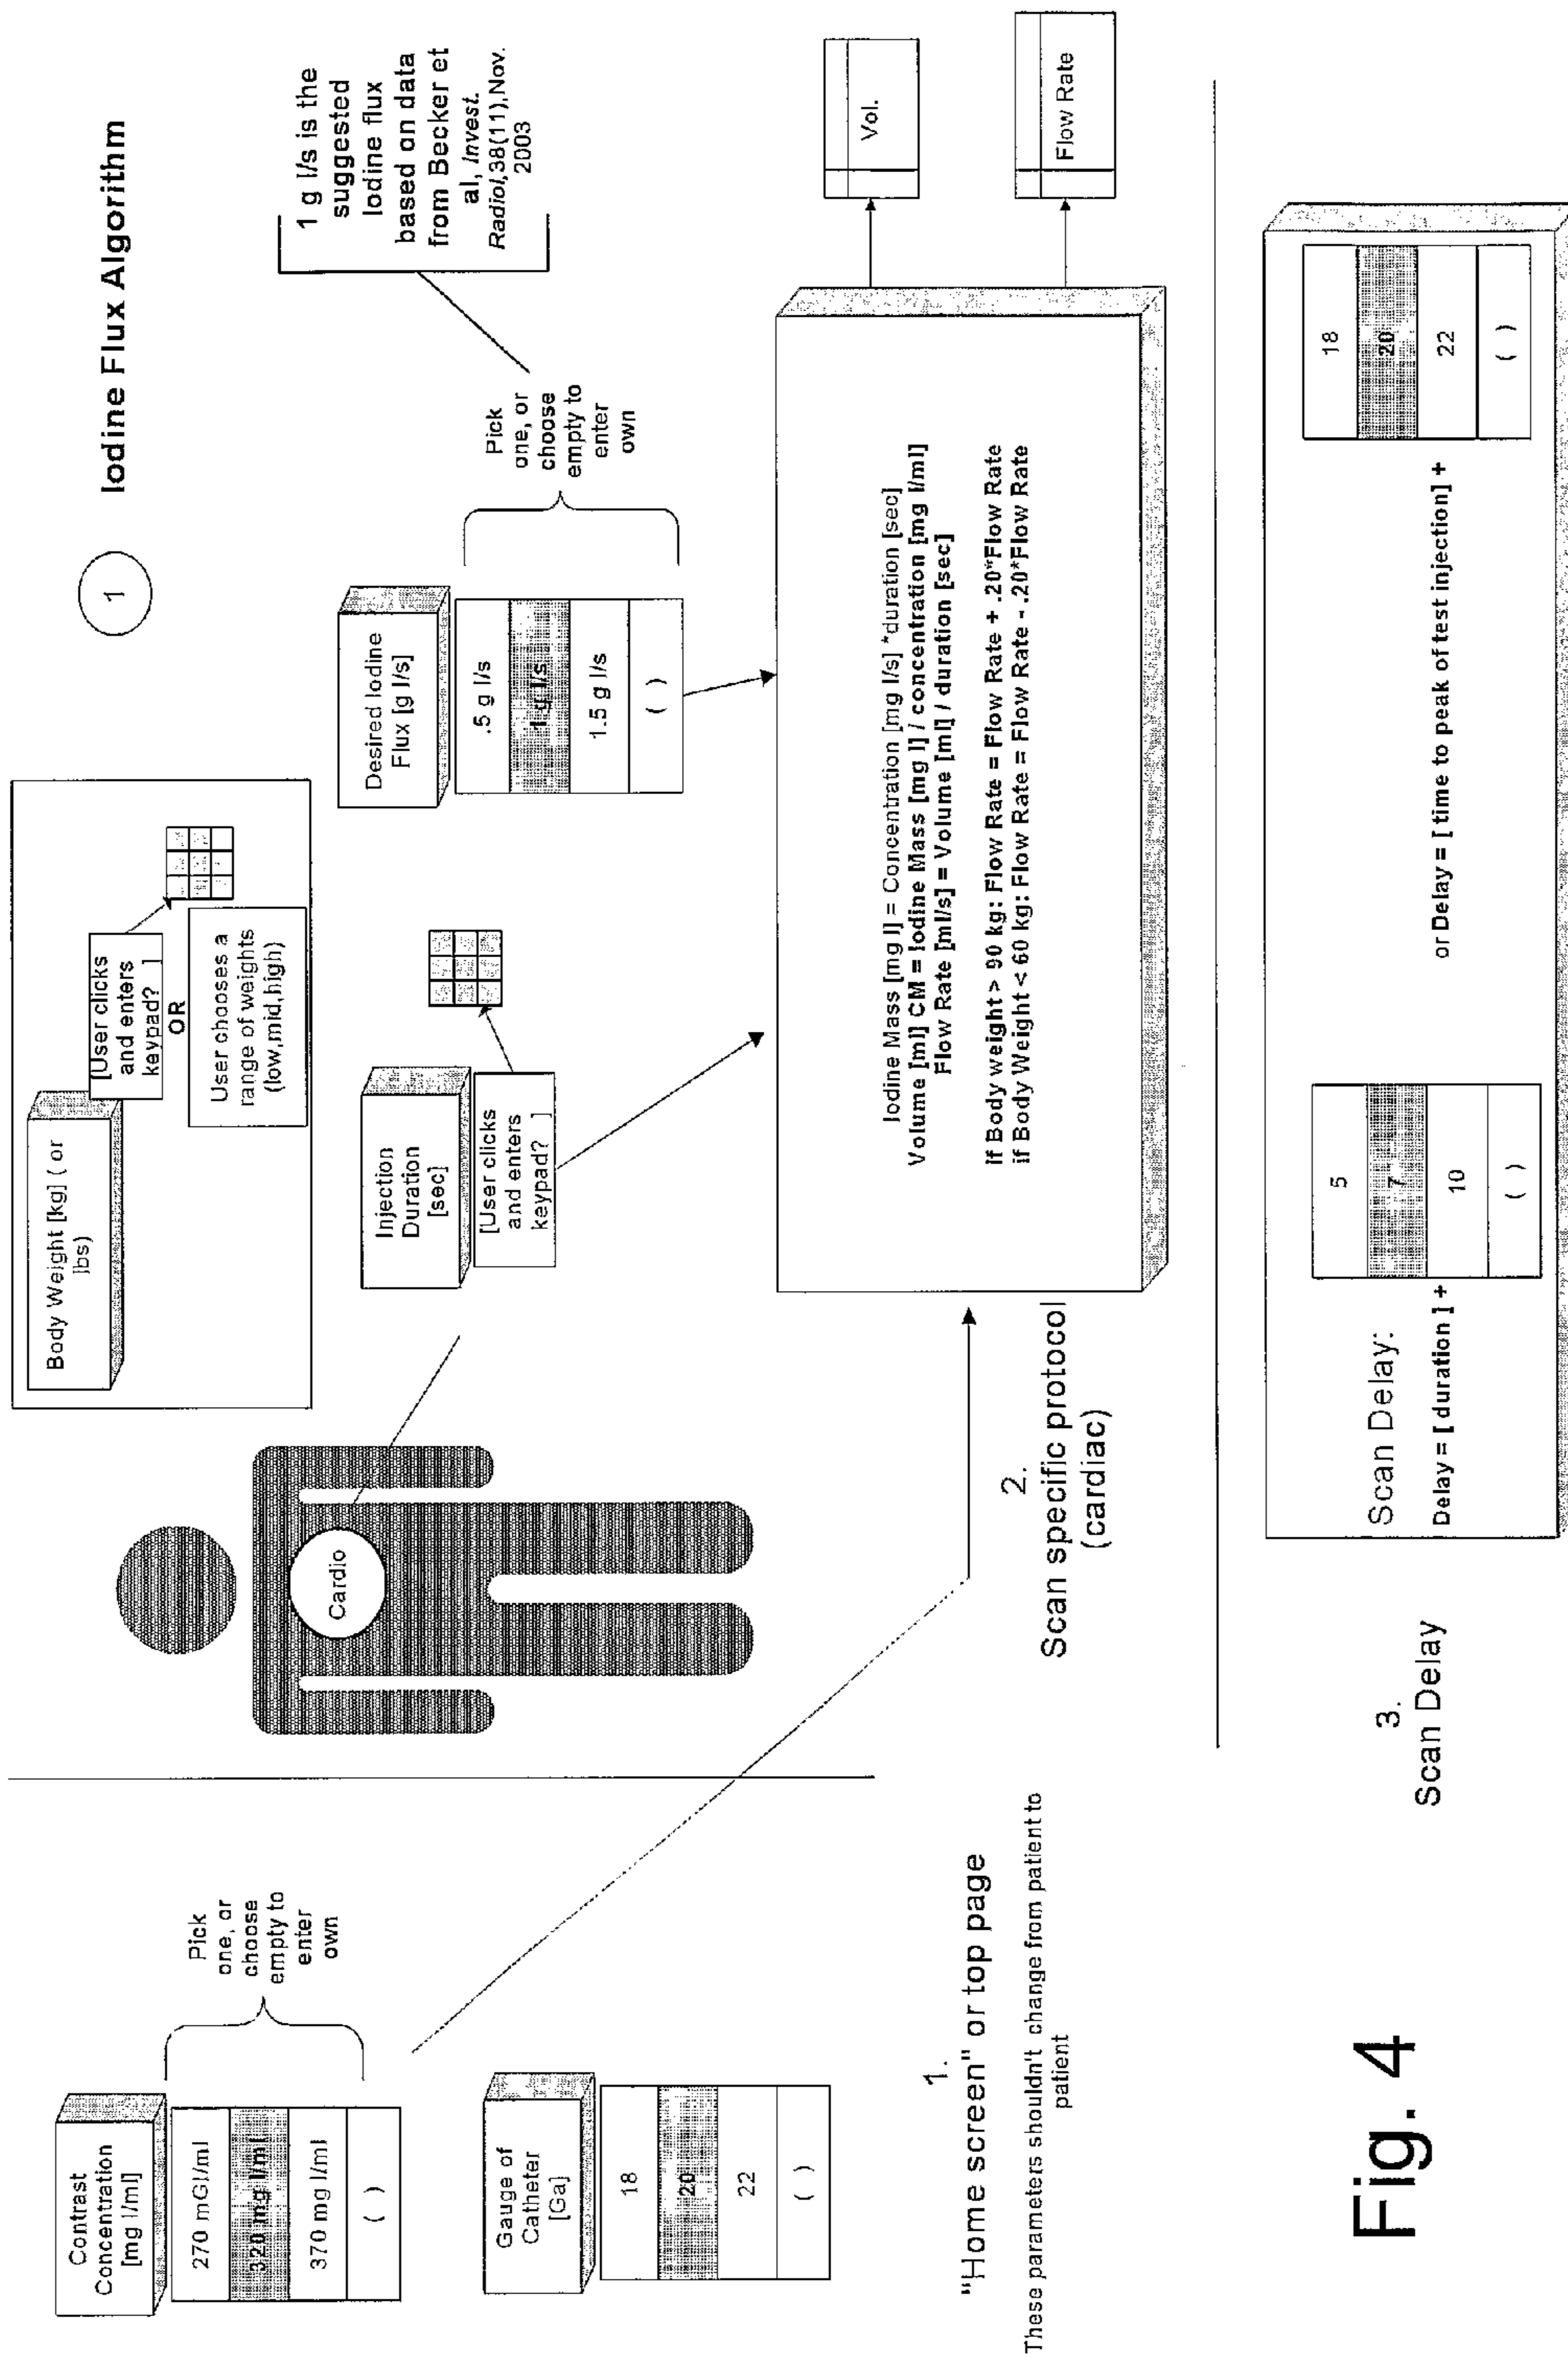 1
Iodine Flux Algorithm
Contrast
Concentration
[mg I/ml]
270 mGI/ml
320 mg I/ml
370 mg I/ml
( )
Pick
one, or
choose
empty to
enter
own
Gauge of
Catheter
[Ga]
18
20
22
( )
1.
"Home screen" or top page
These parameters shouldn't change from patient to
patient
Cardio
Body Weight [kg] ( or
lbs)
[User clicks
and enters
keypad? ]
OR
User chooses a
range of weights
(low,mid,high)
Injection
Duration
[sec]
[User clicks
and enters
keypad? ]
Desired Iodine
Flux [g I/s]
.5 g I/s
1 g I/s
1.5 g I/s
( )
Pick
one, or
choose
empty to
enter
own
1 g I/s is the
suggested
Iodine flux
based on data
from Becker et
al, Invest.
Radiol,38(11),Nov.
2003
2.
Scan specific protocol
(cardiac)
Iodine Mass [mg I] = Concentration [mg I/s] *duration [sec]
Volume [ml] CM = Iodine Mass [mg I] / concentration [mg I/ml]
Flow Rate [ml/s] = Volume [ml] / duration [sec]
If Body weight > 90 kg: Flow Rate = Flow Rate + .20*Flow Rate
If Body Weight < 60 kg: Flow Rate = Flow Rate - .20*Flow Rate
Vol.
Flow Rate
3.
Scan Delay
Scan Delay:
Delay = [ duration ] +
5
7
10
( )
or Delay = [ time to peak of test injection] +
18
20
22
( )
Fig. 4